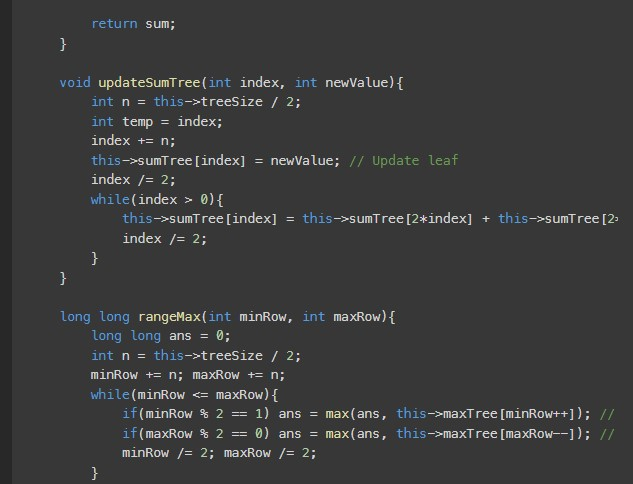 return sum;
}
void updateSumTree(int index, int newValue){
int n = this->treeSize / 2;
int temp = index;
index += n;
this->sumTree[index] = newValue; // Update leaf
index /= 2;
while(index > 0){
this->sumTree[index] = this->sumTree[2*index] + this->sumTree[2*
index /= 2;
}
}
long long rangeMax(int minRow, int maxRow){
long long ans = 0;
int n = this->treeSize / 2;
minRow += n; maxRow += n;
while(minRow <= maxRow){
if(minRow % 2 == 1) ans = max(ans, this->maxTree[minRow++]); //
if(maxRow % 2 == 0) ans = max(ans, this->maxTree[maxRow--]); //
minRow /= 2; maxRow /= 2;
}